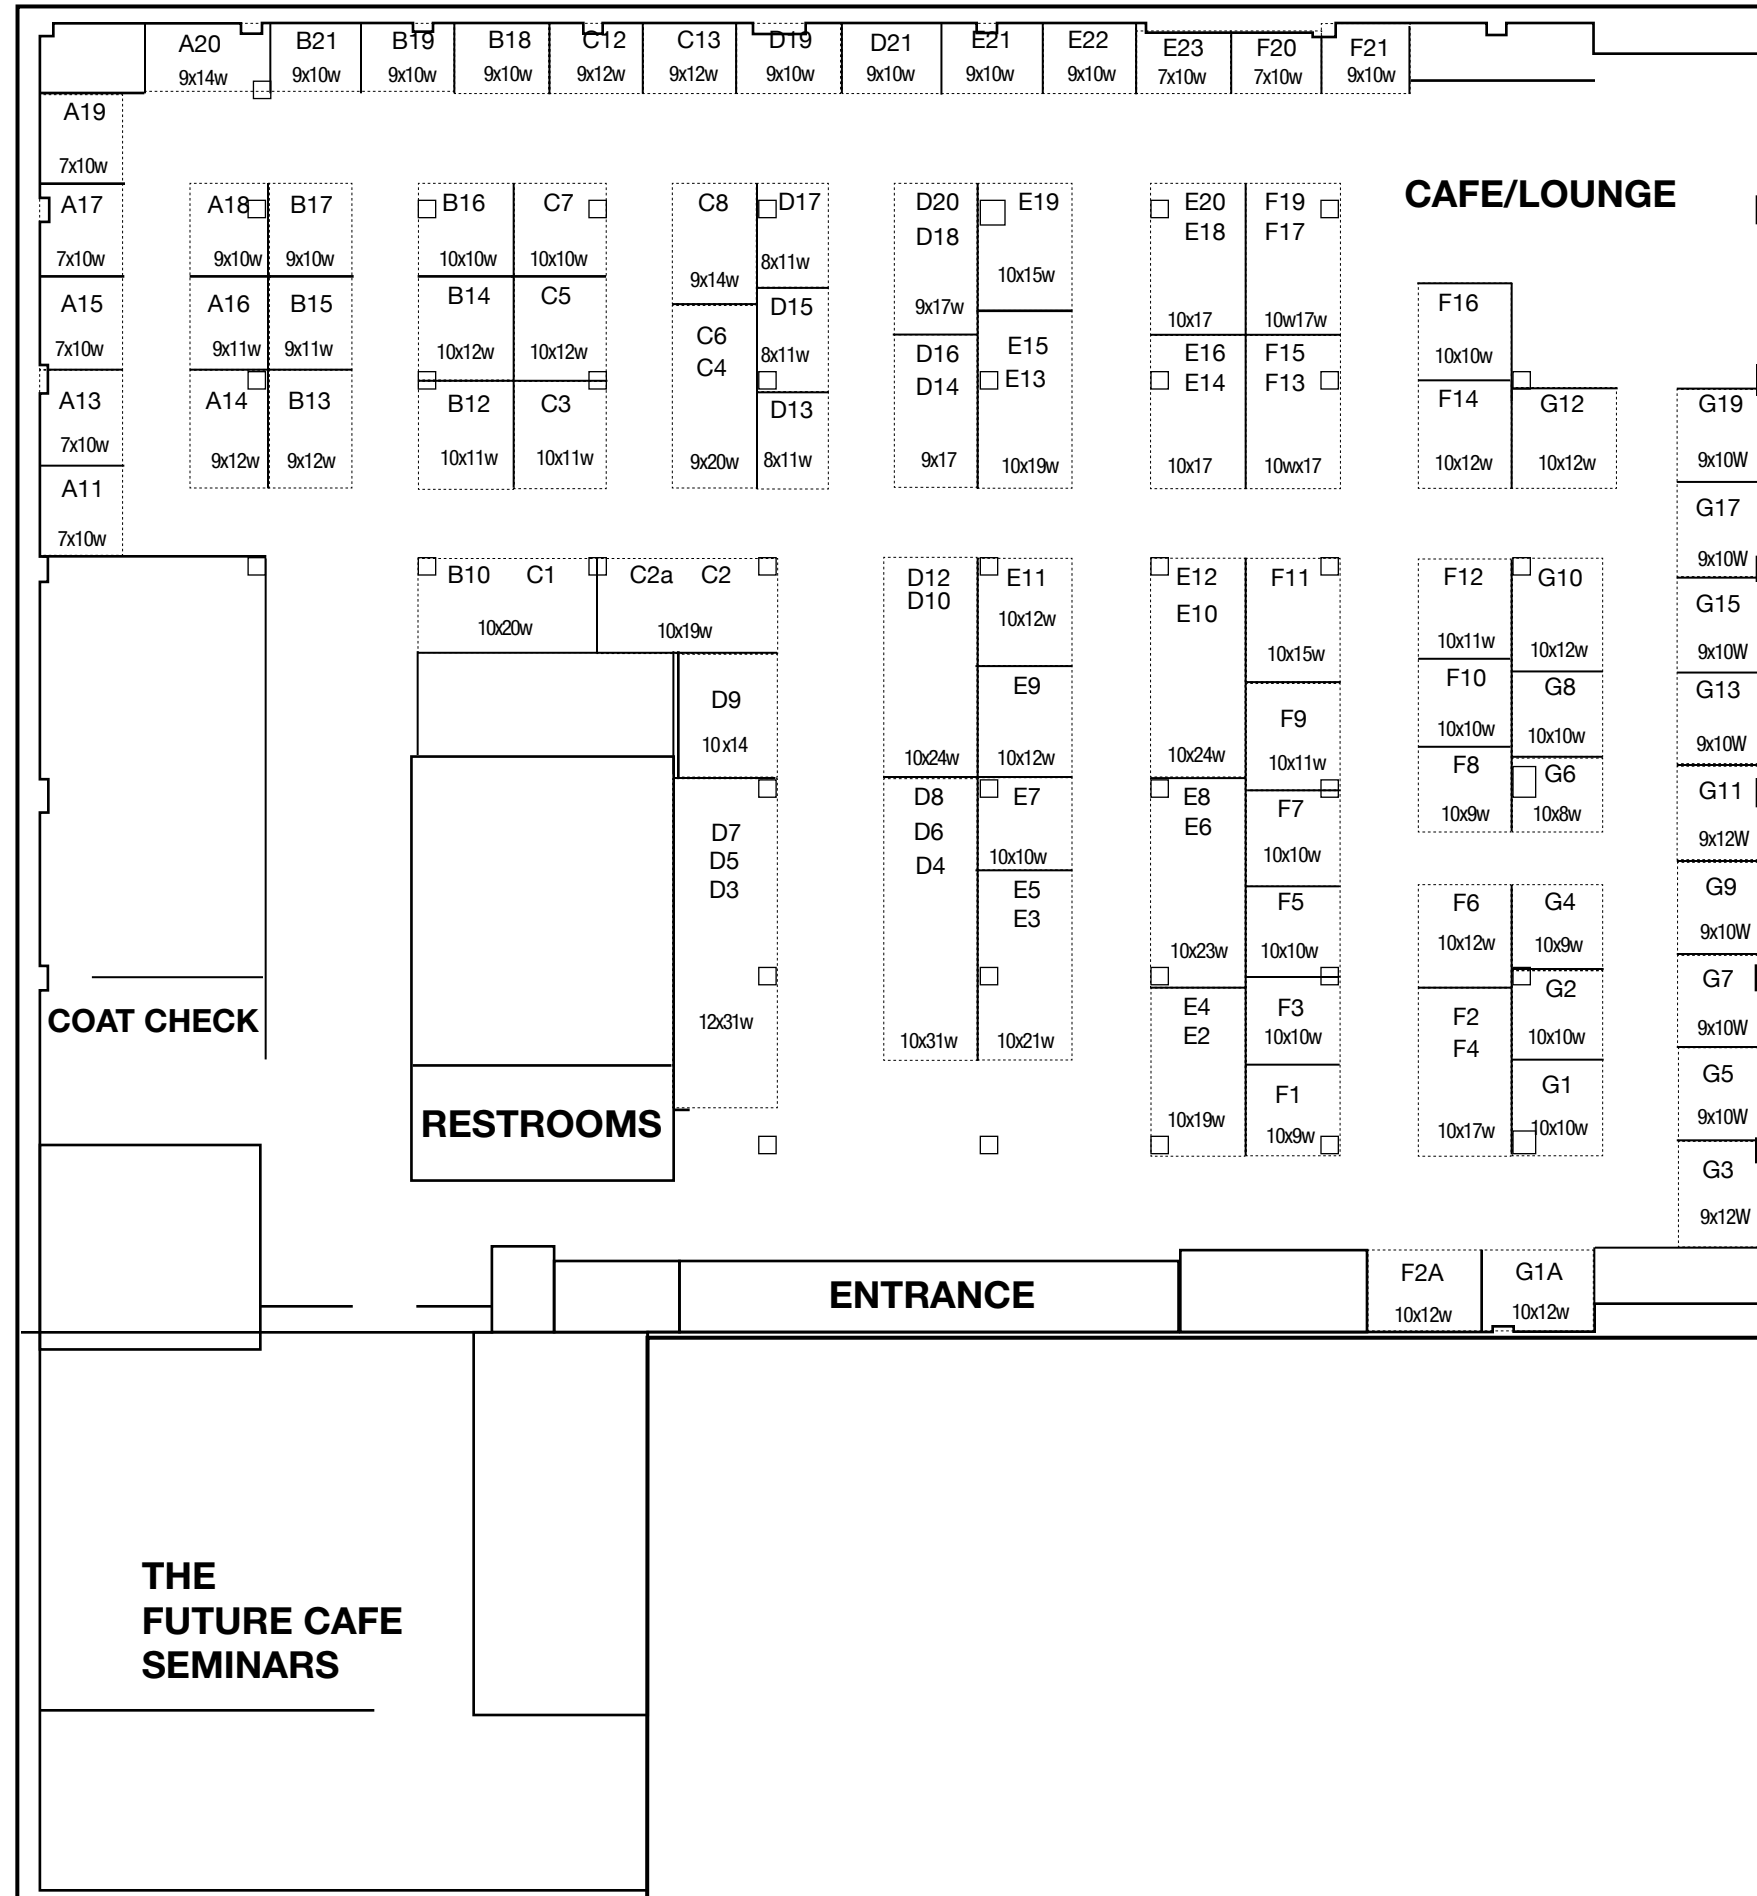 A20 B21 B19 B18 C12 C13 D19 D21 E21 E22 E23 F20 F21
9x14w 9x10w 9x10w 9x10w 9x12w 9x12w 9x10w 9x10w 9x10w 9x10w 7x10w 7x10w 9x10w
A19
7x10w
A17
7x10w
A15
7x10w
A13
7x10w
A11
7x10w
A18 B17
9x10w 9x10w
A16 B15
9x11w 9x11w
A14 B13
9x12w 9x12w
B16 C7
10x10w 10x10w
B14 C5
10x12w 10x12w
B12 C3
10x11w 10x11w
C8
9x14w
C6
C4
9x20w
D17
8x11w
D15
8x11w
D13
8x11w
D20
D18
9x17w
D16
D14
9x17
E19
10x15w
E15
E13
10x19w
E20
E18
10x17
E16
E14
10x17
F19
F17
10w17w
F15
F13
10wx17
CAFE/LOUNGE
F16
10x10w
F14
10x12w
G12
10x12w
G19
9x10W
G17
9x10W
G15
9x10W
G13
9x10W
G11
9x12W
G9
9x10W
G7
9x10W
G5
9x10W
G3
9x12W
B10 C1
10x20w
C2a C2
10x19w
D9
10x14
D7
D5
D3
12x31w
D12
D10
10x24w
D8
D6
D4
10x31w
E11
10x12w
E9
10x12w
E7
10x10w
E5
E3
10x21w
E12
E10
10x24w
E8
E6
10x23w
E4
E2
10x19w
F11
10x15w
F9
10x11w
F7
10x10w
F5
10x10w
F3
10x10w
F1
10x9w
F12
10x11w
F10
10x10w
F8
10x9w
G10
10x12w
G8
10x10w
G6
10x8w
F6
10x12w
F2
F4
10x17w
G4
10x9w
G2
10x10w
G1
10x10w
COAT CHECK
RESTROOMS
ENTRANCE
F2A
10x12w
G1A
10x12w
THE
FUTURE CAFE
SEMINARS